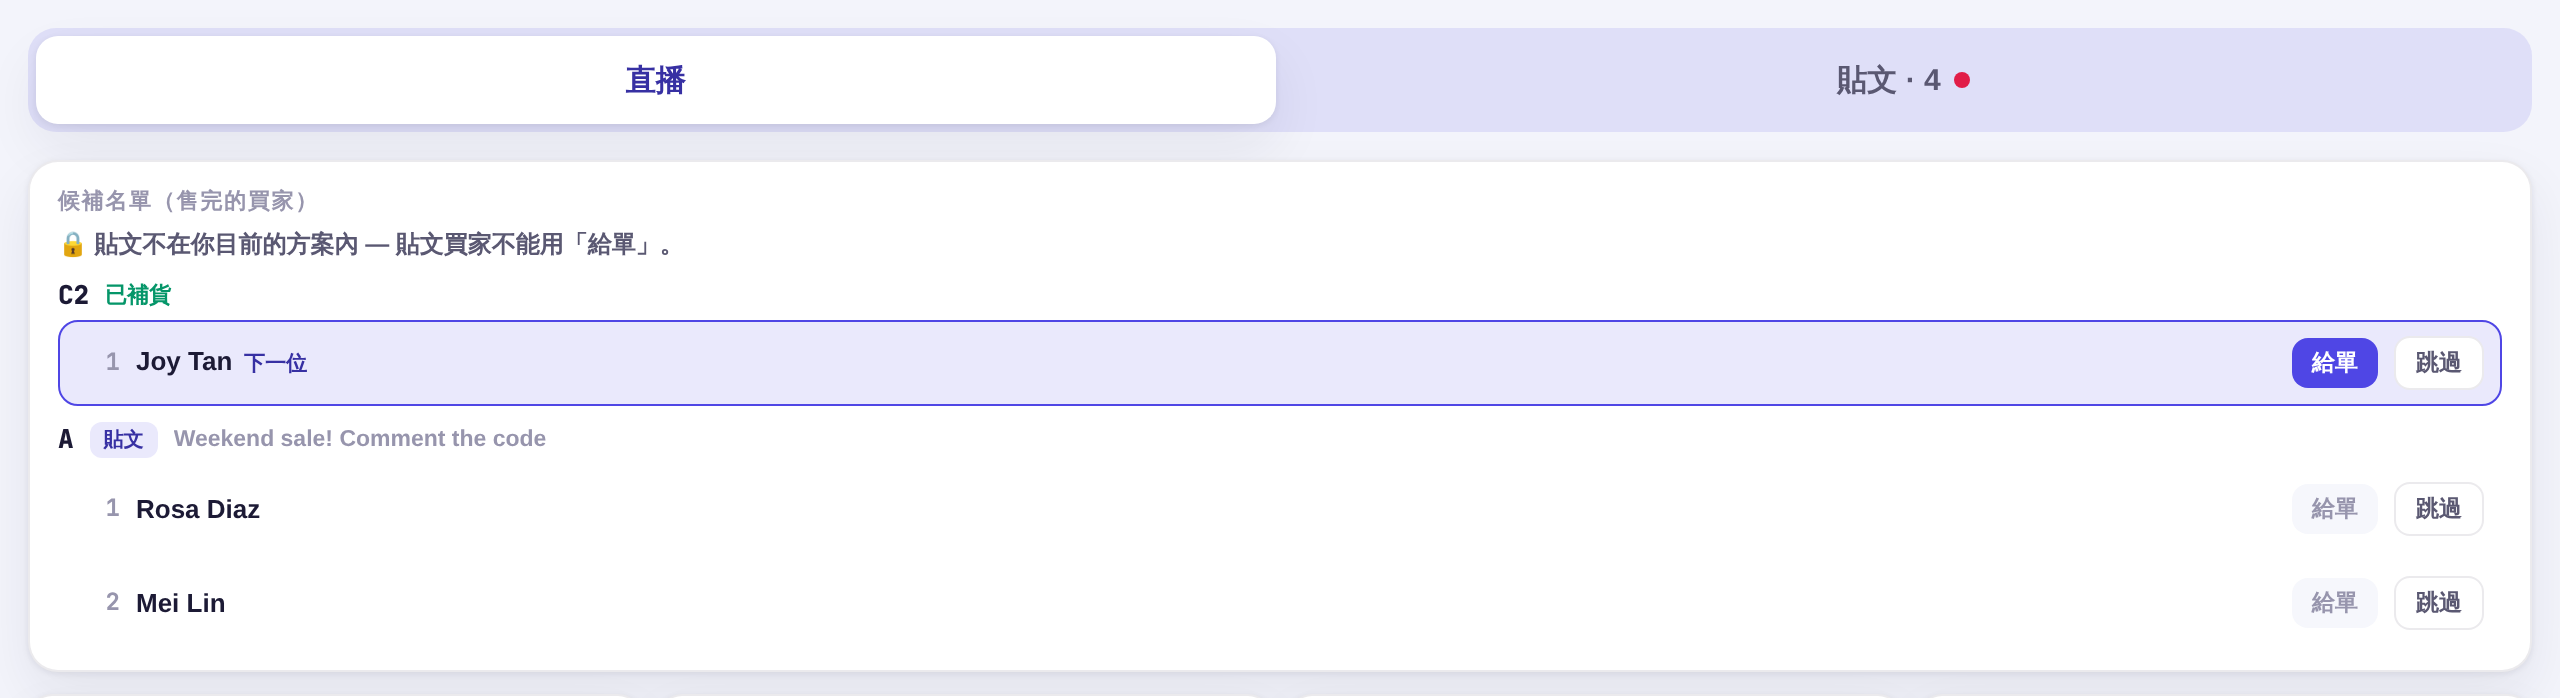 直播
貼文 · 4
候補名單（售完的買家）
🔒 貼文不在你目前的方案內 — 貼文買家不能用「給單」。
C2 已補貨
1 Joy Tan 下一位 給單 跳過
A 貼文 Weekend sale! Comment the code
1 Rosa Diaz 給單 跳過
2 Mei Lin 給單 跳過